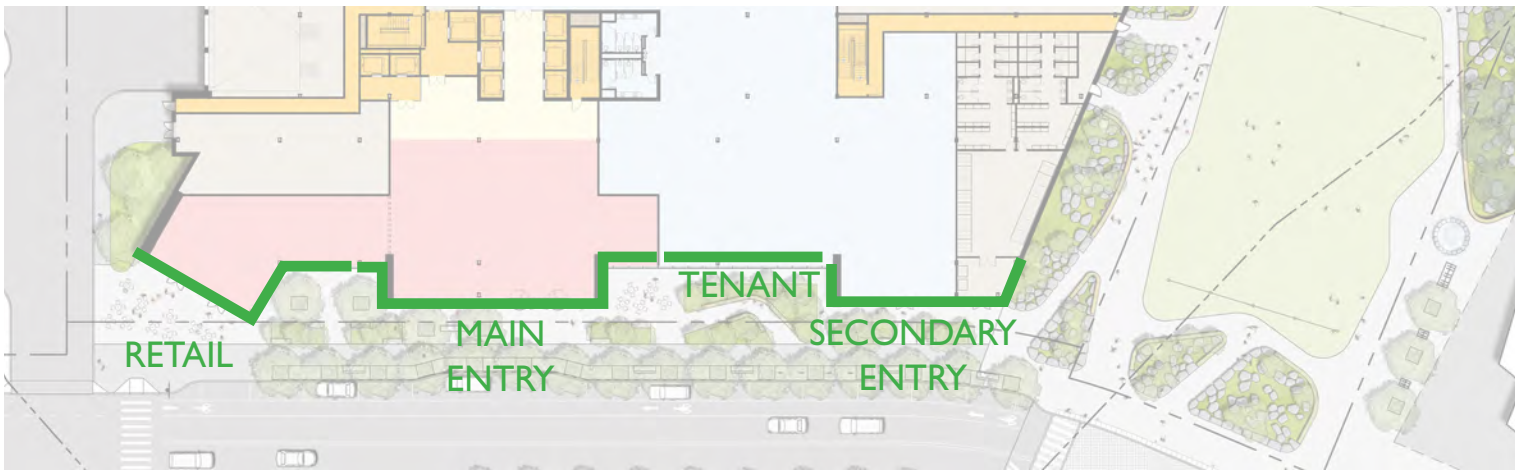 RETAIL
MAIN
ENTRY
TENANT
SECONDARY
ENTRY